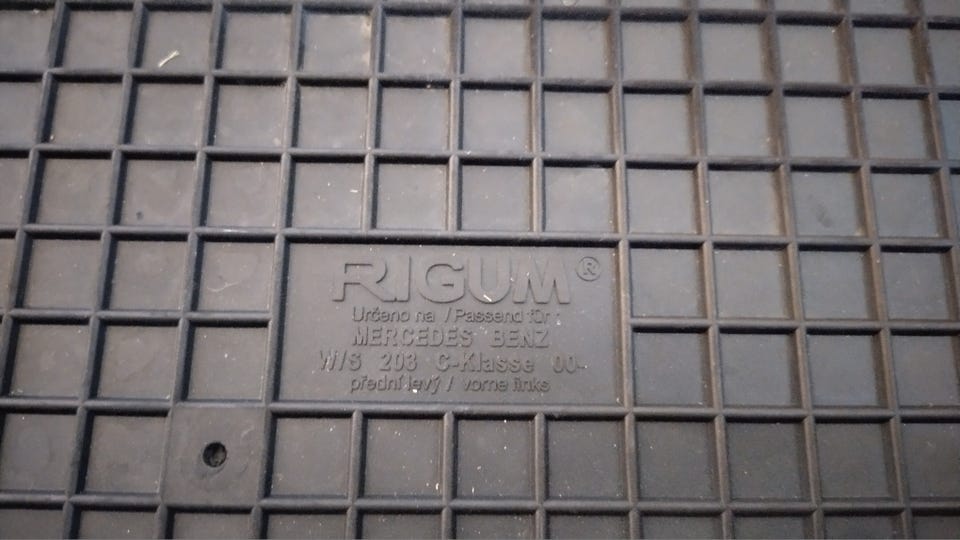 RIGUM®
Určeno na / Passend für :
MERCEDES BENZ
W/S 203 C-Klasse 00-
přední levý / vorne links